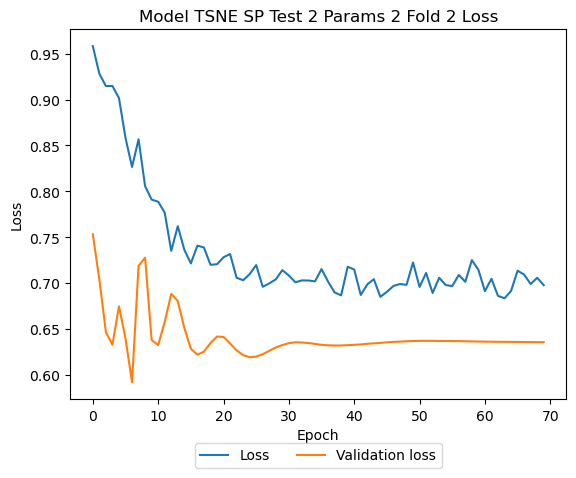 Model TSNE SP Test 2 Params 2 Fold 2 Loss
0.95
0.90
0.85
0.80
0.75
0.70
0.65
0.60
Loss
0 10 20 30 40 50 60 70
Epoch
Loss Validation loss